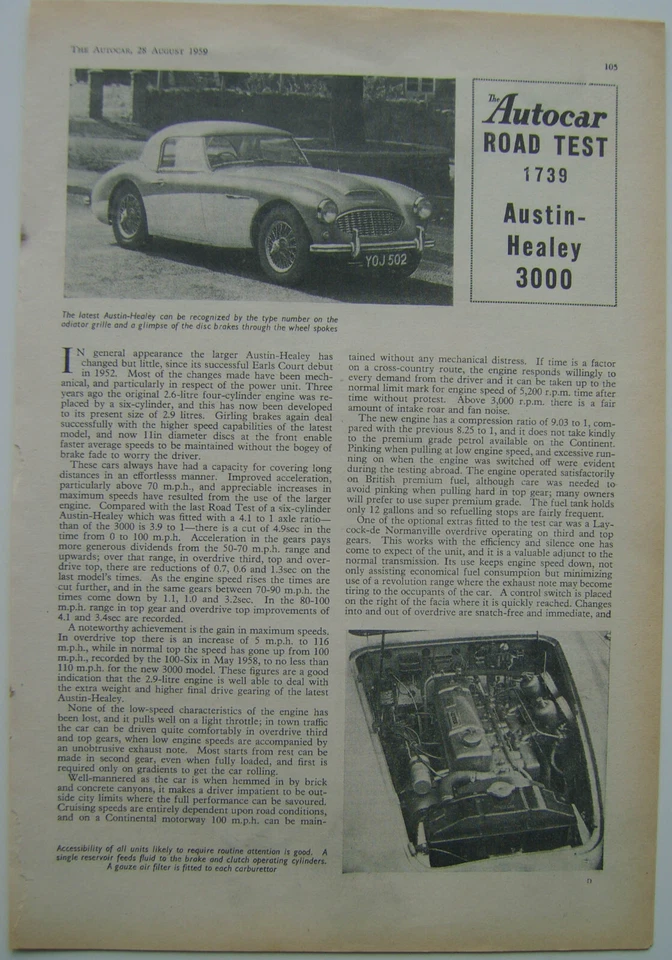 THE AUTOCAR, 28 AUGUST 1959
105
YOJ 502
The Autocar
ROAD TEST
1739
Austin-
Healey
3000
The latest Austin-Healey can be recognized by the type number on the
adiator grille and a glimpse of the disc brakes through the wheel spokes
IN general appearance the larger Austin-Healey has
changed but little, since its successful Earls Court debut
in 1952. Most of the changes made have been mech-
anical, and particularly in respect of the power unit. Three
years ago the original 2.6-litre four-cylinder engine was re-
placed by a six-cylinder, and this has now been developed
to its present size of 2.9 litres. Girling brakes again deal
successfully with the higher speed capabilities of the latest
model, and now 11in diameter discs at the front enable
faster average speeds to be maintained without the bogey of
brake fade to worry the driver.
These cars always have had a capacity for covering long
distances in an effortless manner. Improved acceleration,
particularly above 70 m.p.h., and appreciable increases in
maximum speeds have resulted from the use of the larger
engine. Compared with the last Road Test of a six-cylinder
Austin-Healey which was fitted with a 4.1 to 1 axle ratio—
than of the 3000 is 3.9 to 1—there is a cut of 4.9sec in the
time from 0 to 100 m.p.h. Acceleration in the gears pays
more generous dividends from the 50-70 m.p.h. range and
upwards; over that range, in overdrive third, top and over-
drive top, there are reductions of 0.7, 0.6 and 1.3sec on the
last model's times. As the engine speed rises the times are
cut further, and in the same gears between 70-90 m.p.h. the
times come down by 1.1, 1.0 and 3.2sec. In the 80-100
m.p.h. range in top gear and overdrive top improvements of
4.1 and 3.4sec are recorded.
A noteworthy achievement is the gain in maximum speeds.
In overdrive top there is an increase of 5 m.p.h. to 116
m.p.h., while in normal top the speed has gone up from 100
m.p.h., recorded by the 100-Six in May 1958, to no less than
110 m.p.h. for the new 3000 model. These figures are a good
indication that the 2.9-litre engine is well able to deal with
the extra weight and higher final drive gearing of the latest
Austin-Healey.
None of the low-speed characteristics of the engine has
been lost, and it pulls well on a light throttle; in town traffic
the car can be driven quite comfortably in overdrive third
and top gears, when low engine speeds are accompanied by
an unobtrusive exhaust note. Most starts from rest can be
made in second gear, even when fully loaded, and first is
required only on gradients to get the car rolling.
Well-mannered as the car is when hemmed in by brick
and concrete canyons, it makes a driver impatient to be out-
side city limits where the full performance can be savoured.
Cruising speeds are entirely dependent upon road conditions,
and on a Continental motorway 100 m.p.h. can be main-
tained without any mechanical distress. If time is a factor
on a cross-country route, the engine responds willingly to
every demand from the driver and it can be taken up to the
normal limit mark for engine speed of 5,200 r.p.m. time after
time without protest. Above 3,000 r.p.m. there is a fair
amount of intake roar and fan noise.
The new engine has a compression ratio of 9.03 to 1, com-
pared with the previous 8.25 to 1, and it does not take kindly
to the premium grade petrol available on the Continent.
Pinking when pulling at low engine speed, and excessive run-
ning on when the engine was switched off were evident
during the testing abroad. The engine operated satisfactorily
on British premium fuel, although care was needed to
avoid pinking when pulling hard in top gear; many owners
will prefer to use super premium grade. The fuel tank holds
only 12 gallons and so refuelling stops are fairly frequent.
One of the optional extras fitted to the test car was a Lay-
cock-de Normanville overdrive operating on third and top
gears. This works with the efficiency and silence one has
come to expect of the unit, and it is a valuable adjunct to the
normal transmission. Its use keeps engine speed down, not
only assisting economical fuel consumption but minimizing
use of a revolution range where the exhaust note may become
tiring to the occupants of the car. A control switch is placed
on the right of the facia where it is quickly reached. Changes
into and out of overdrive are snatch-free and immediate, and
Accessibility of all units likely to require routine attention is good. A
single reservoir feeds fluid to the brake and clutch operating cylinders.
A gauze air filter is fitted to each carburettor
D